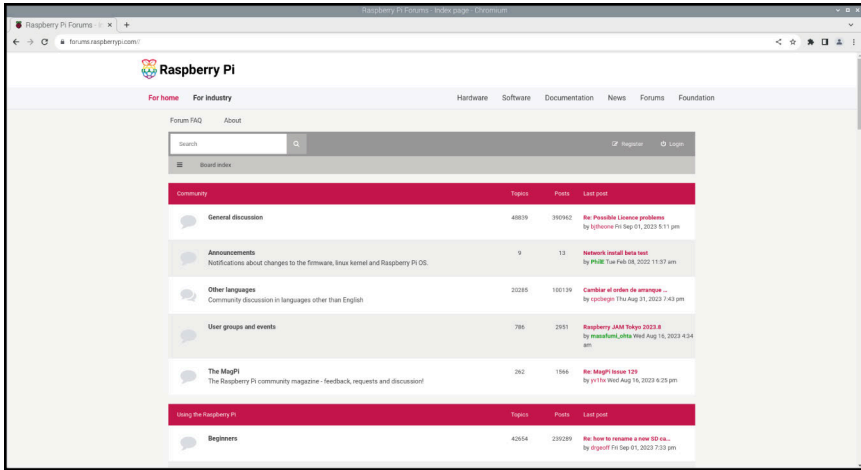 Raspberry Pi Forums - Index page - Chromium
Raspberry Pi Forums - I
forums.raspberrypi.com//
Raspberry Pi
For home For industry Hardware Software Documentation News Forums Foundation
Forum FAQ About
Search Register Login
Board index
Community Topics Posts Last post
General discussion 48839 390962 Re: Possible Licence problems
by bjtheone Fri Sep 01, 2023 5:11 pm
Announcements 9 13 Network install beta test
Notifications about changes to the firmware, linux kernel and Raspberry Pi OS. by PhilE Tue Feb 08, 2022 11:37 am
Other languages 20285 100139 Cambiar el orden de arranque ...
Community discussion in languages other than English by cpcbegin Thu Aug 31, 2023 7:43 pm
User groups and events 786 2951 Raspberry JAM Tokyo 2023.8
by masafumi_ohta Wed Aug 16, 2023 4:34
am
The MagPi 262 1566 Re: MagPi Issue 129
The Raspberry Pi community magazine - feedback, requests and discussion! by yv1hx Wed Aug 16, 2023 6:25 pm
Using the Raspberry Pi Topics Posts Last post
Beginners 42654 239289 Re: how to rename a new SD ca...
by drgeoff Fri Sep 01, 2023 7:33 pm